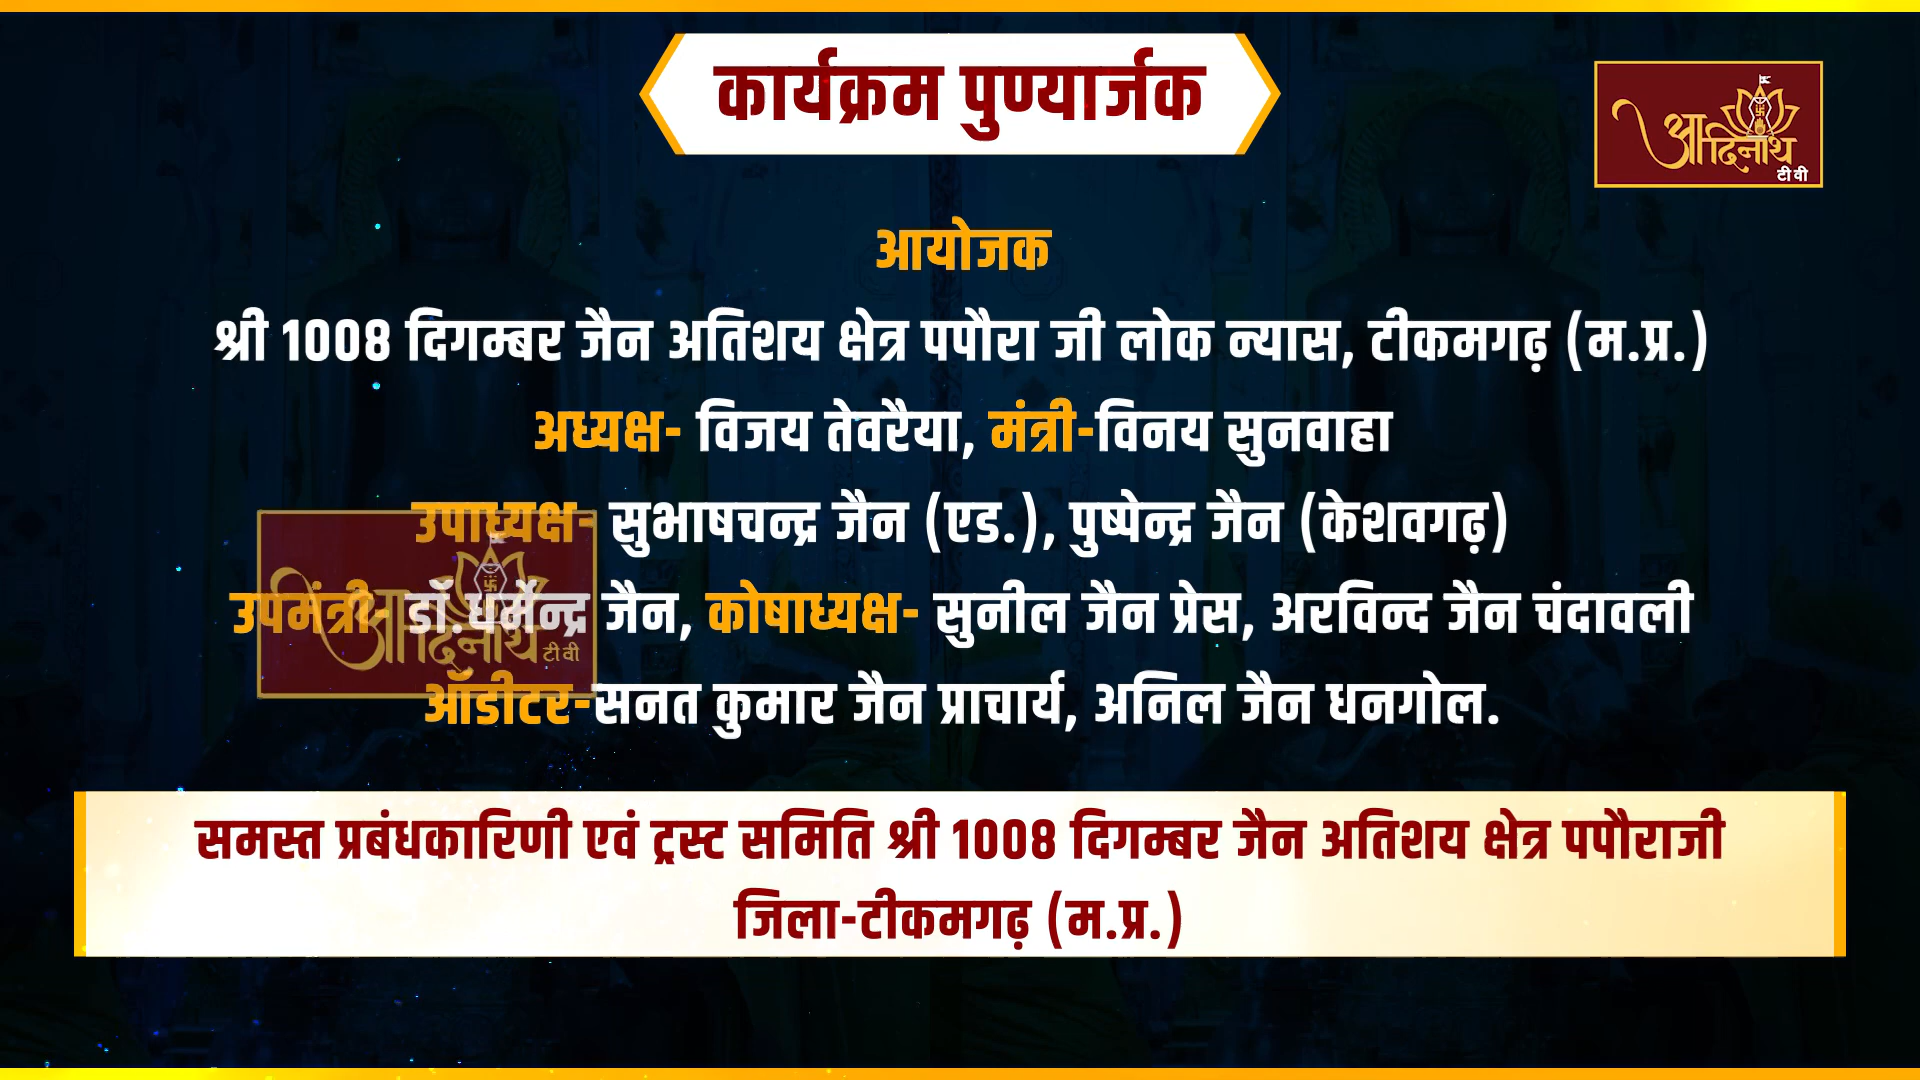 कार्यक्रम पुण्यार्जक
आदिनाथ
टी वी
आयोजक
श्री 1008 दिगम्बर जैन अतिशय क्षेत्र पपौरा जी लोक न्यास, टीकमगढ़ (म.प्र.)
अध्यक्ष- विजय तेवरैया, मंत्री-विनय सुनवाहा
उपाध्यक्ष- सुभाषचन्द्र जैन (एड.), पुष्पेन्द्र जैन (केशवगढ़)
उपमंत्री- डॉ.धर्मेन्द्र जैन, कोषाध्यक्ष- सुनील जैन प्रेस, अरविन्द जैन चंदावली
आदिनाथ टी वी
ऑडीटर-सनत कुमार जैन प्राचार्य, अनिल जैन धनगोल.
समस्त प्रबंधकारिणी एवं ट्रस्ट समिति श्री 1008 दिगम्बर जैन अतिशय क्षेत्र पपौराजी
जिला-टीकमगढ़ (म.प्र.)